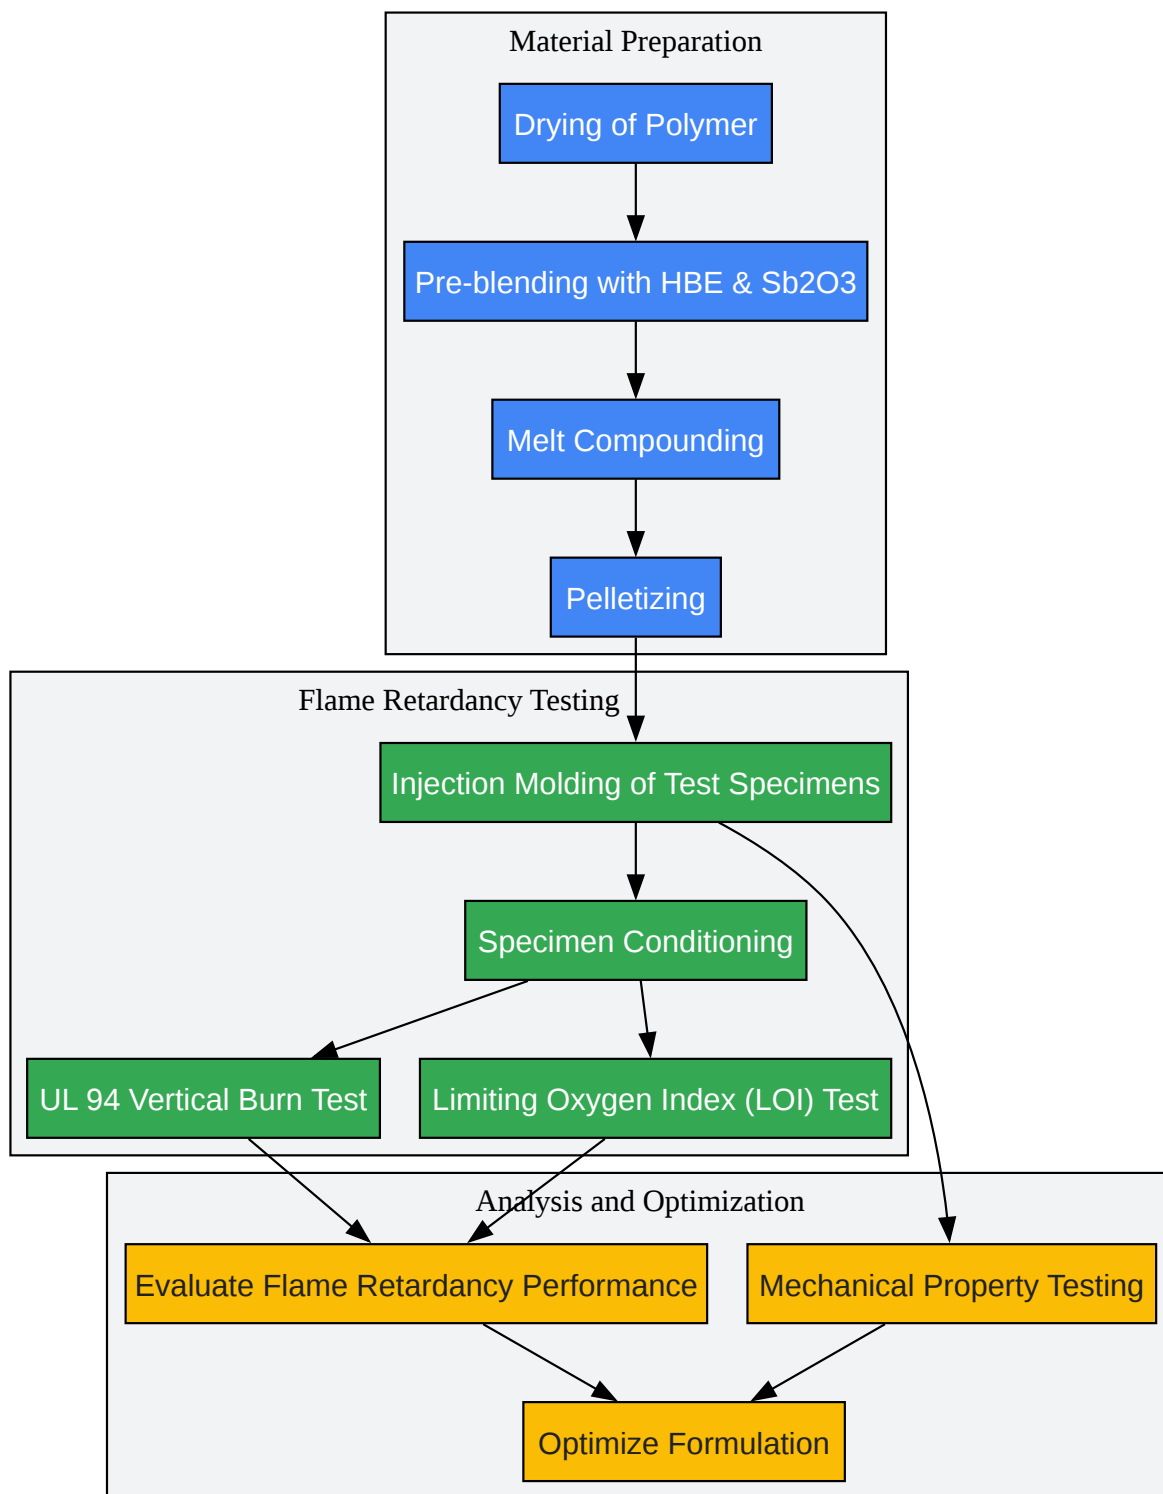 Material Preparation
Drying of Polymer
Pre-blending with HBE & Sb2O3
Melt Compounding
Pelletizing
Flame Retardancy Testing
Injection Molding of Test Specimens
Specimen Conditioning
UL 94 Vertical Burn Test
Limiting Oxygen Index (LOI) Test
Analysis and Optimization
Evaluate Flame Retardancy Performance
Mechanical Property Testing
Optimize Formulation